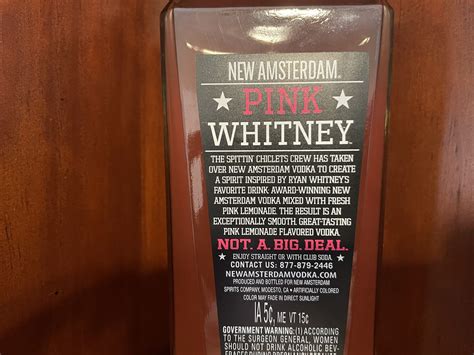 NEW AMSTERDAM
PINK
WHITNEY
THE SPITTIN CHICLETS CREW HAS TAKEN
OVER NEW AMSTERDAM VODKA TO CREATE
A SPIRIT INSPIRED BY RYAN WHITNEY'S
FAVORITE DRINK. AWARD-WINNING NEW
AMSTERDAM VODKA MIXED WITH FRESH
PINK LEMONADE. THE RESULT IS AN
EXCEPTIONALLY SMOOTH, GREAT-TASTING
PINK LEMONADE FLAVORED VODKA.
NOT. A. BIG. DEAL.
ENJOY STRAIGHT OR WITH CLUB SODA.
CONTACT US: 877-879-2446
NEWAMSTERDAMVODKA.COM
PRODUCED AND BOTTLED FOR NEW AMSTERDAM
SPIRITS COMPANY, MODESTO, CA • ARTIFICIALLY COLORED
COLOR MAY FADE IN DIRECT SUNLIGHT
IA 5¢, ME VT 15¢
GOVERNMENT WARNING: (1) ACCORDING
TO THE SURGEON GENERAL, WOMEN
SHOULD NOT DRINK ALCOHOLIC BEV-